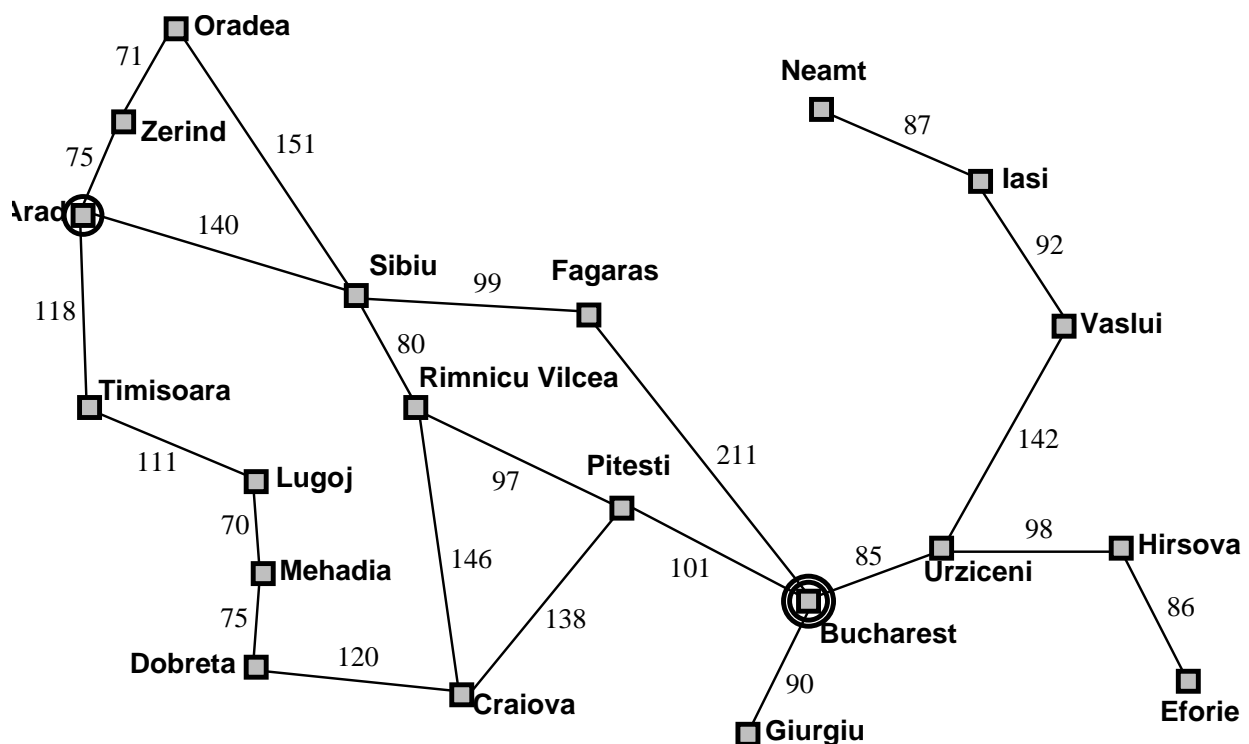 Oradea
71
Neamt
87
Zerind
151
75
Iasi
Arad
140
92
Sibiu
Fagaras
99
118
Vaslui
80
Timisoara
Rimnicu Vilcea
142
111
Lugoj
Pitesti
211
97
70
98
Hirsova
146
101
85
Mehadia
Urziceni
138
86
75
Bucharest
Dobreta
120
90
Craiova
Eforie
Giurgiu